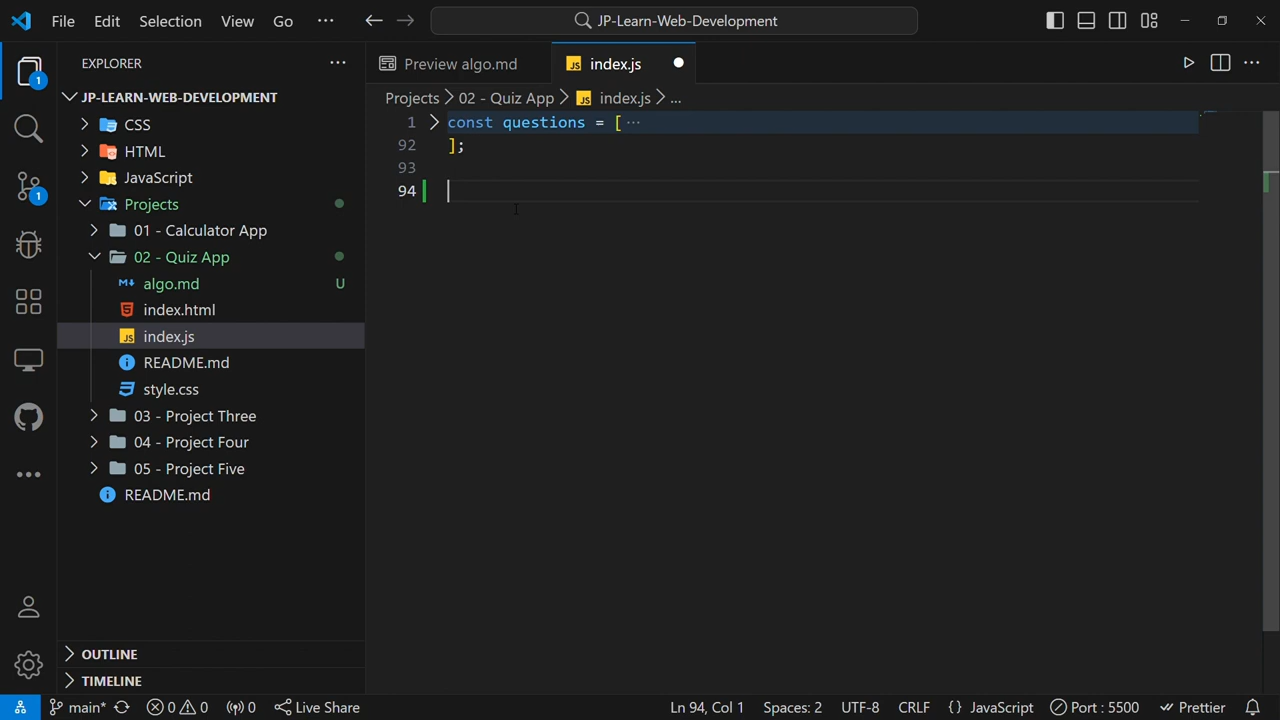 File Edit Selection View Go ··· JP-Learn-Web-Development
EXPLORER ···
JP-LEARN-WEB-DEVELOPMENT
CSS
HTML
JavaScript
Projects
01 - Calculator App
02 - Quiz App
algo.md U
index.html
index.js
README.md
style.css
03 - Project Three
04 - Project Four
05 - Project Five
README.md
OUTLINE
TIMELINE
1
1
Preview algo.md
JS index.js
Projects > 02 - Quiz App > JS index.js > ...
1 const questions = [ ···
92 ];
93
94
main* 0 0 0 Live Share Ln 94, Col 1 Spaces: 2 UTF-8 CRLF {} JavaScript Port : 5500 Prettier